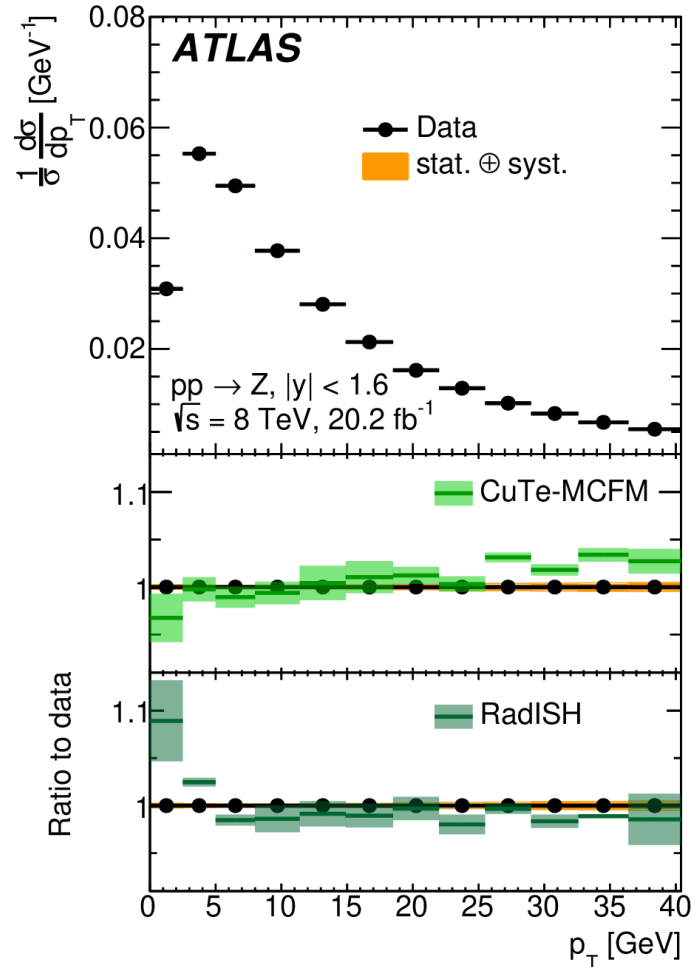 ATLAS
1/σ dσ/dp_T [GeV⁻¹]
0.08
0.06
0.04
0.02
Data
stat. ⊕ syst.
pp → Z, |y| < 1.6
√s = 8 TeV, 20.2 fb⁻¹
CuTe-MCFM
1.1
1
RadISH
1.1
1
Ratio to data
0 5 10 15 20 25 30 35 40
p_T [GeV]